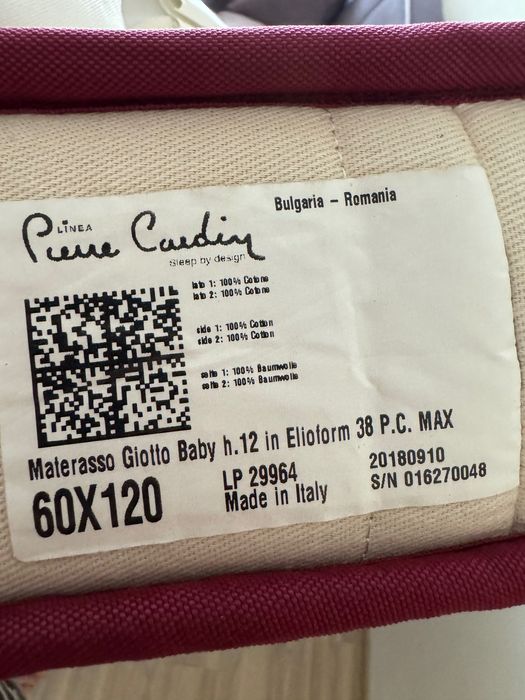 Bulgaria – Romania
LINEA
Pierre Cardin
Sleep by design
lato 1: 100% Cotone
lato 2: 100% Cotone
side 1: 100% Cotton
side 2: 100% Cotton
seite 1: 100% Baumwolle
seite 2: 100% Baumwolle
Materasso Giotto Baby h.12 in Elioform 38 P.C. MAX
60X120
LP 29964
Made in Italy
20180910
S/N 016270048